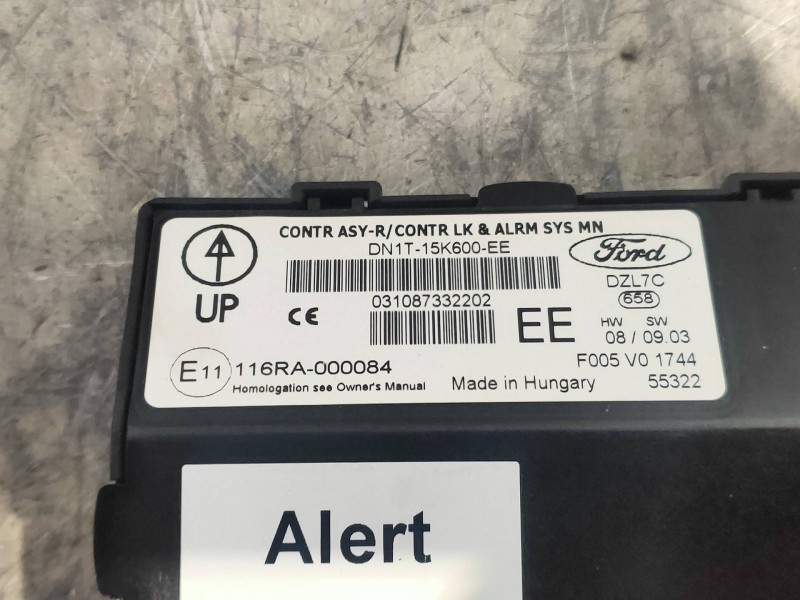 CONTR ASY-R/CONTR LK & ALRM SYS MN
DN1T-15K600-EE
Ford
DZL7C
658
UP
CE
031087332202
EE
HW SW
08 / 09.03
E11 116RA-000084
F005 V0 1744
Homologation see Owner's Manual
Made in Hungary
55322
Alert